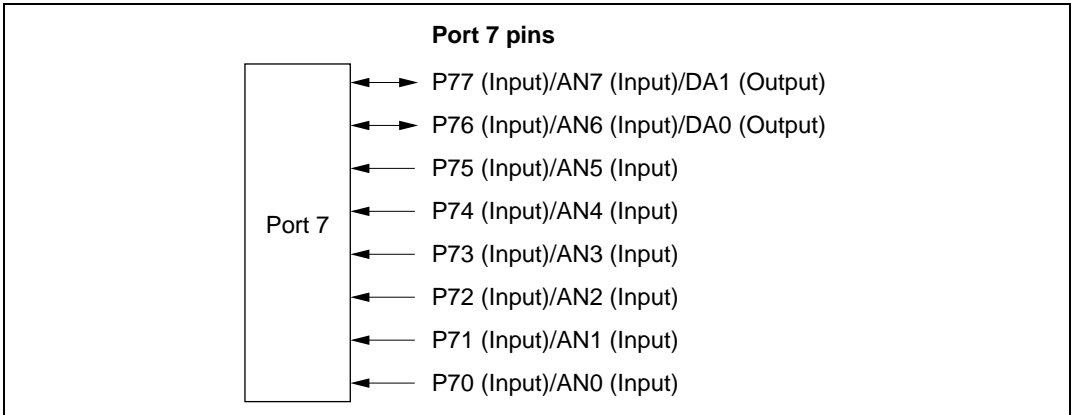 Port 7 pins
P77 (Input)/AN7 (Input)/DA1 (Output)
P76 (Input)/AN6 (Input)/DA0 (Output)
P75 (Input)/AN5 (Input)
P74 (Input)/AN4 (Input)
Port 7
P73 (Input)/AN3 (Input)
P72 (Input)/AN2 (Input)
P71 (Input)/AN1 (Input)
P70 (Input)/AN0 (Input)